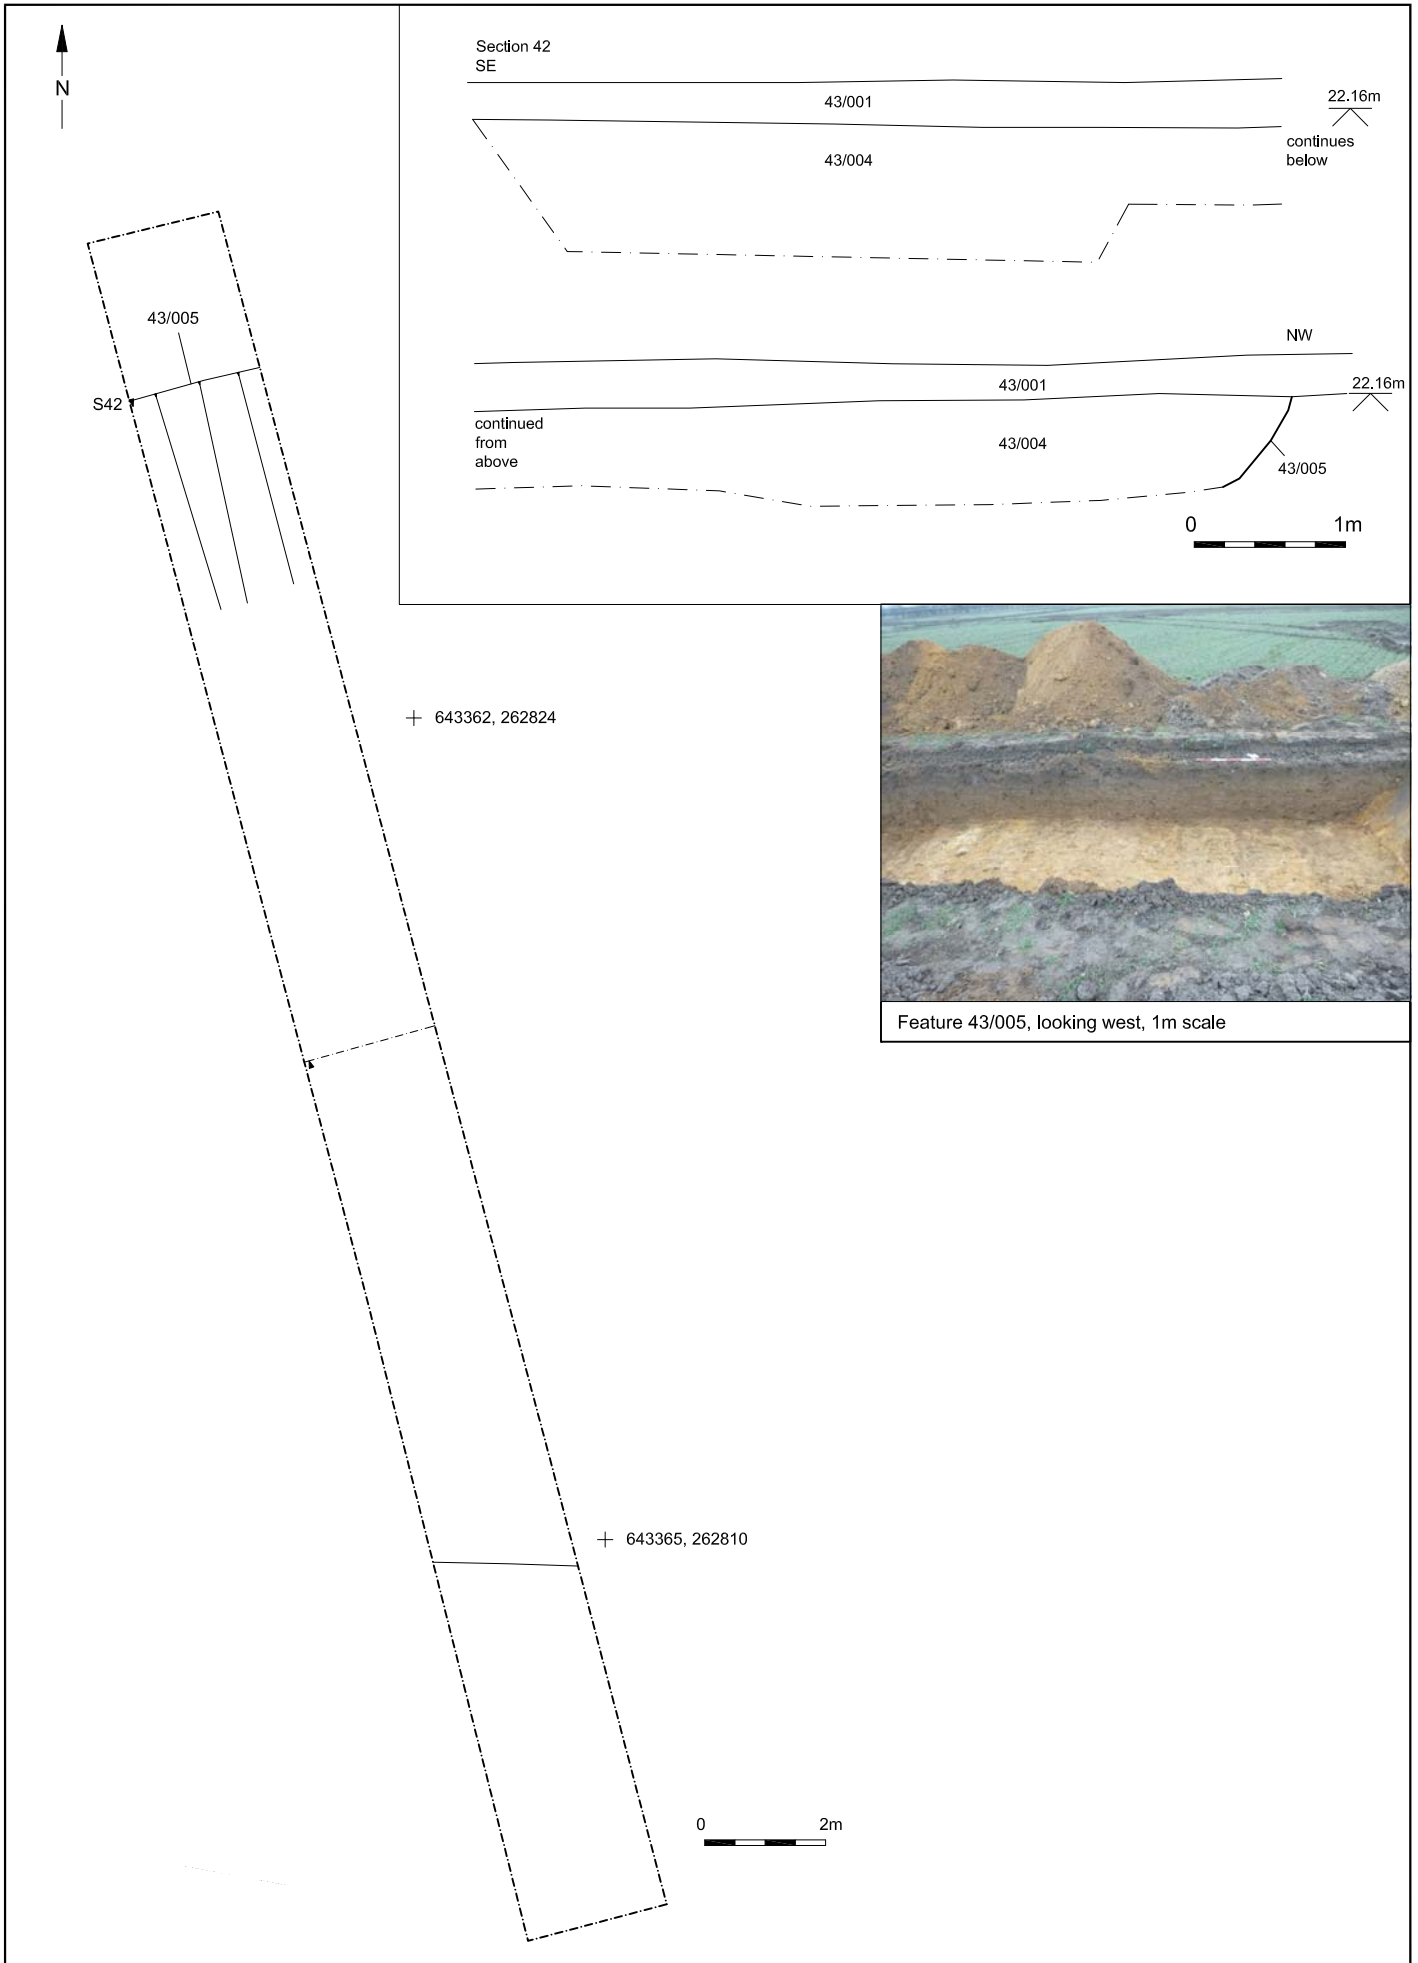 N
Section 42
SE
43/001
22.16m
43/004
continues
below
NW
43/001
22.16m
continued
from
above
43/004
43/005
0 1m
43/005
S42
643362, 262824
Feature 43/005, looking west, 1m scale
643365, 262810
0 2m